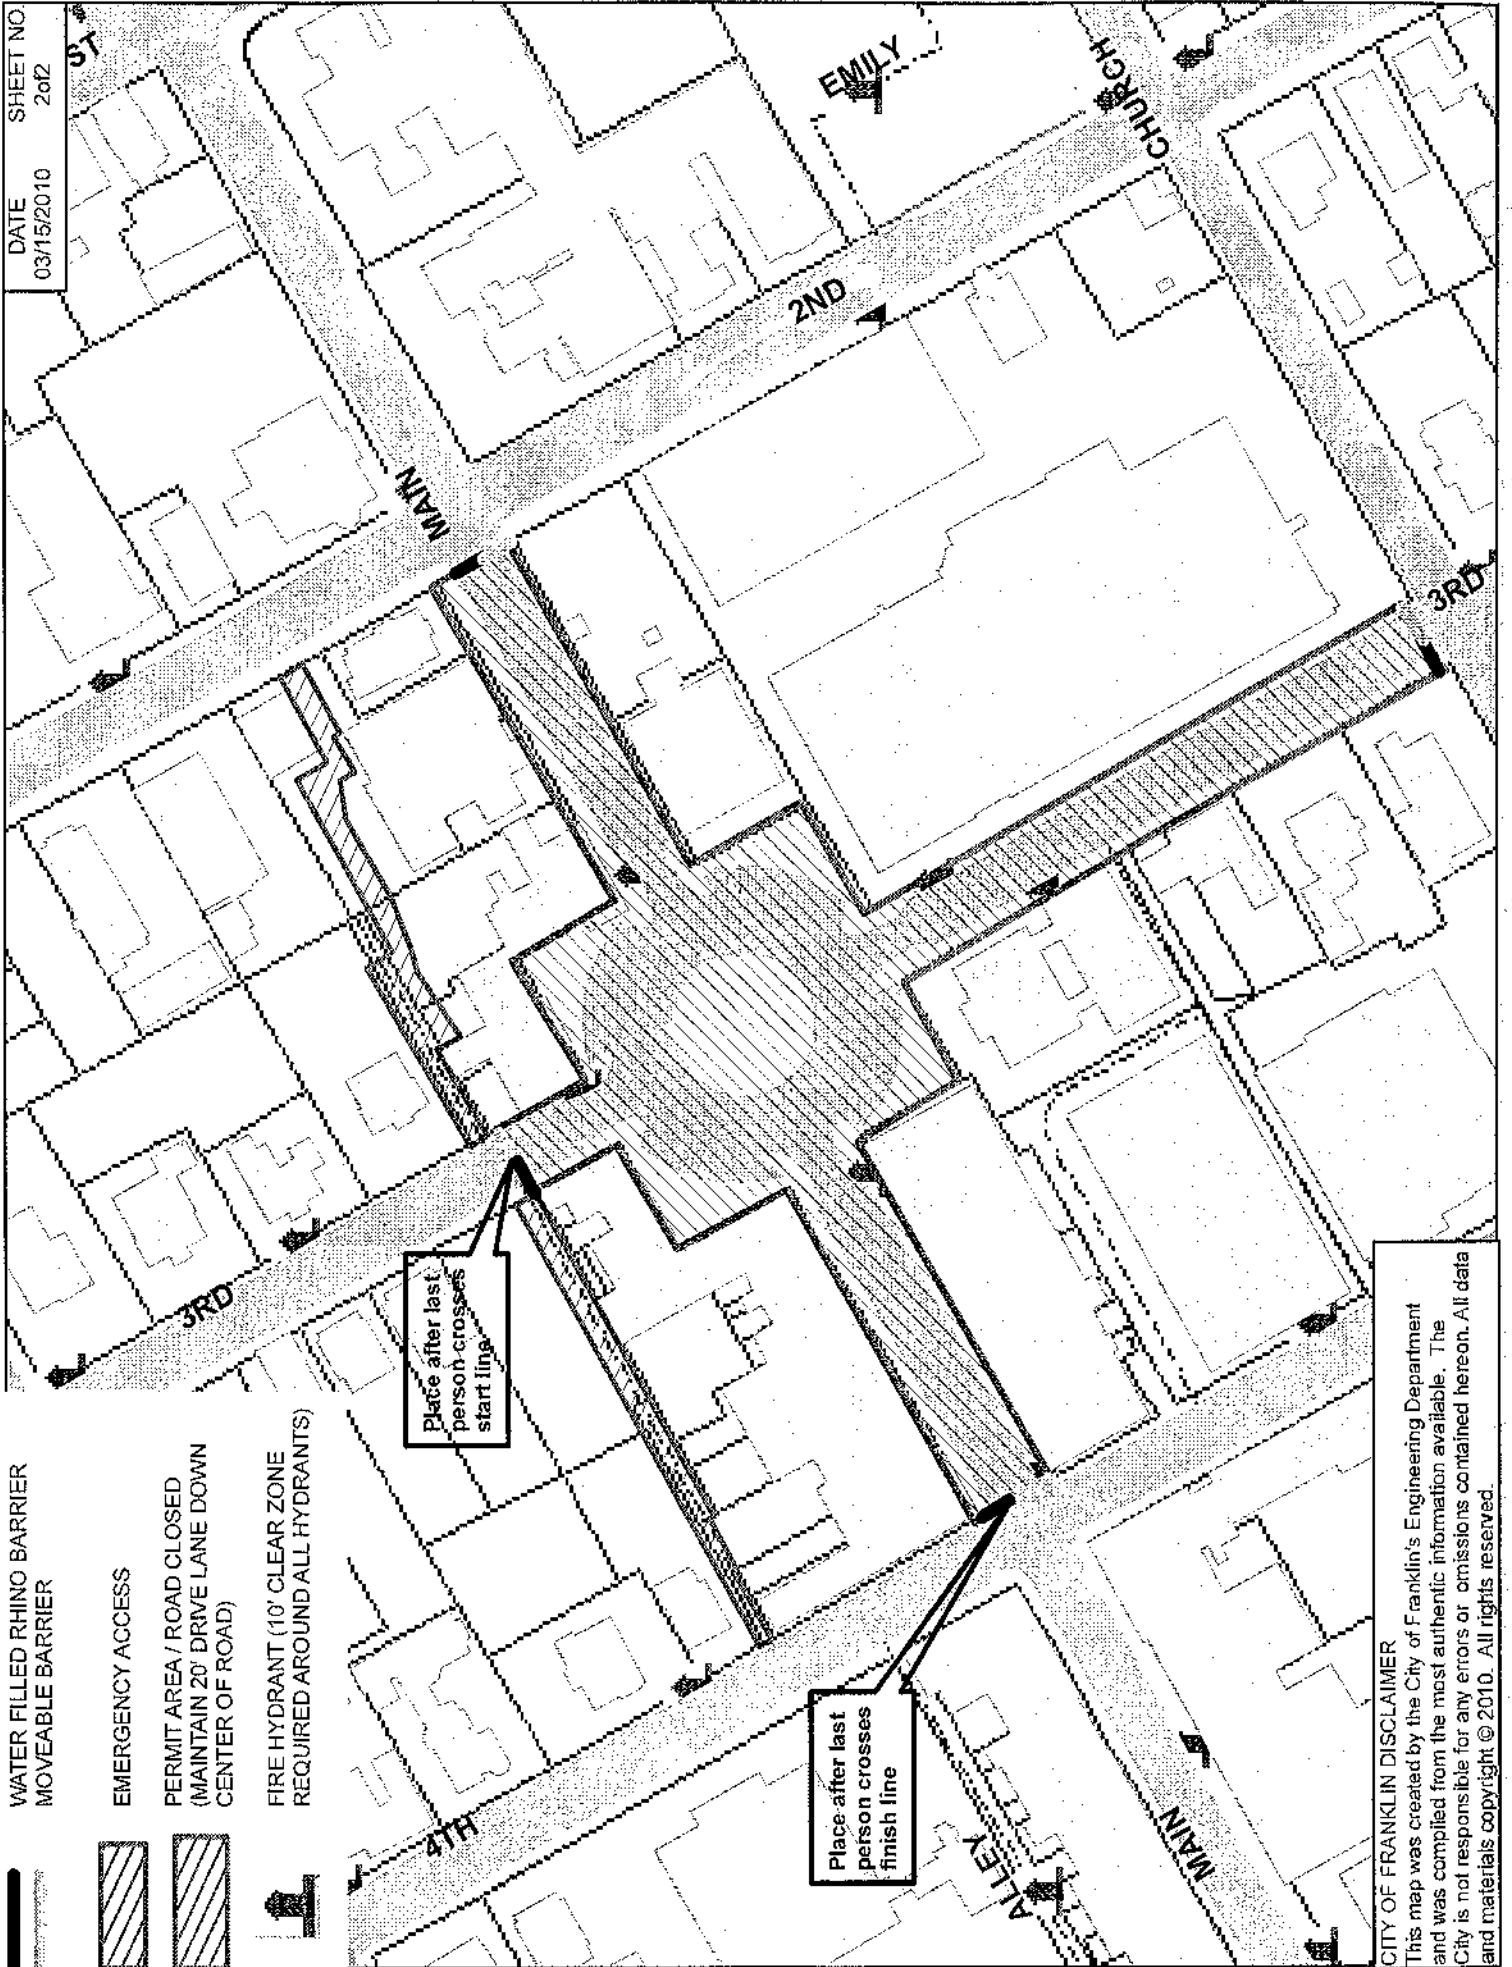 DATE SHEET NO.
03/15/2010 2of2
WATER FILLED RHINO BARRIER
MOVEABLE BARRIER
EMERGENCY ACCESS
PERMIT AREA / ROAD CLOSED
(MAINTAIN 20' DRIVE LANE DOWN
CENTER OF ROAD)
FIRE HYDRANT (10' CLEAR ZONE
REQUIRED AROUND ALL HYDRANTS)
ST
EMILY
CHURCH
2ND
MAIN
3RD
3RD
Place after last
person crosses
start line
4TH
Place after last
person crosses
finish line
ALLEY
MAIN
CITY OF FRANKLIN DISCLAIMER
This map was created by the City of Franklin's Engineering Department
and was compiled from the most authentic information available. The
City is not responsible for any errors or omissions contained hereon. All data
and materials copyright © 2010. All rights reserved.